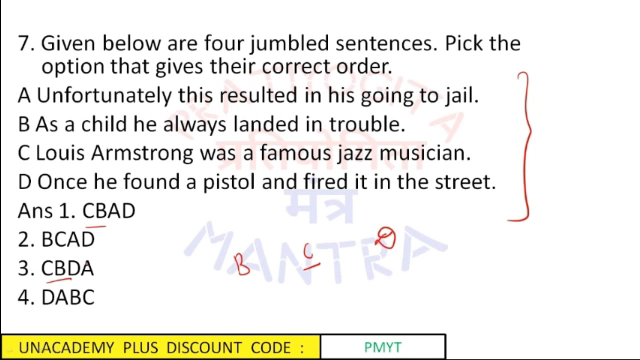 7. Given below are four jumbled sentences. Pick the
option that gives their correct order.
A Unfortunately this resulted in his going to jail.
B As a child he always landed in trouble.
C Louis Armstrong was a famous jazz musician.
D Once he found a pistol and fired it in the street.
Ans 1. CBAD
2. BCAD
3. CBDA
4. DABC
B C D
PRATIYOGITA
प्रतियोगिता
मंत्र
MANTRA
UNACADEMY PLUS DISCOUNT CODE : PMYT